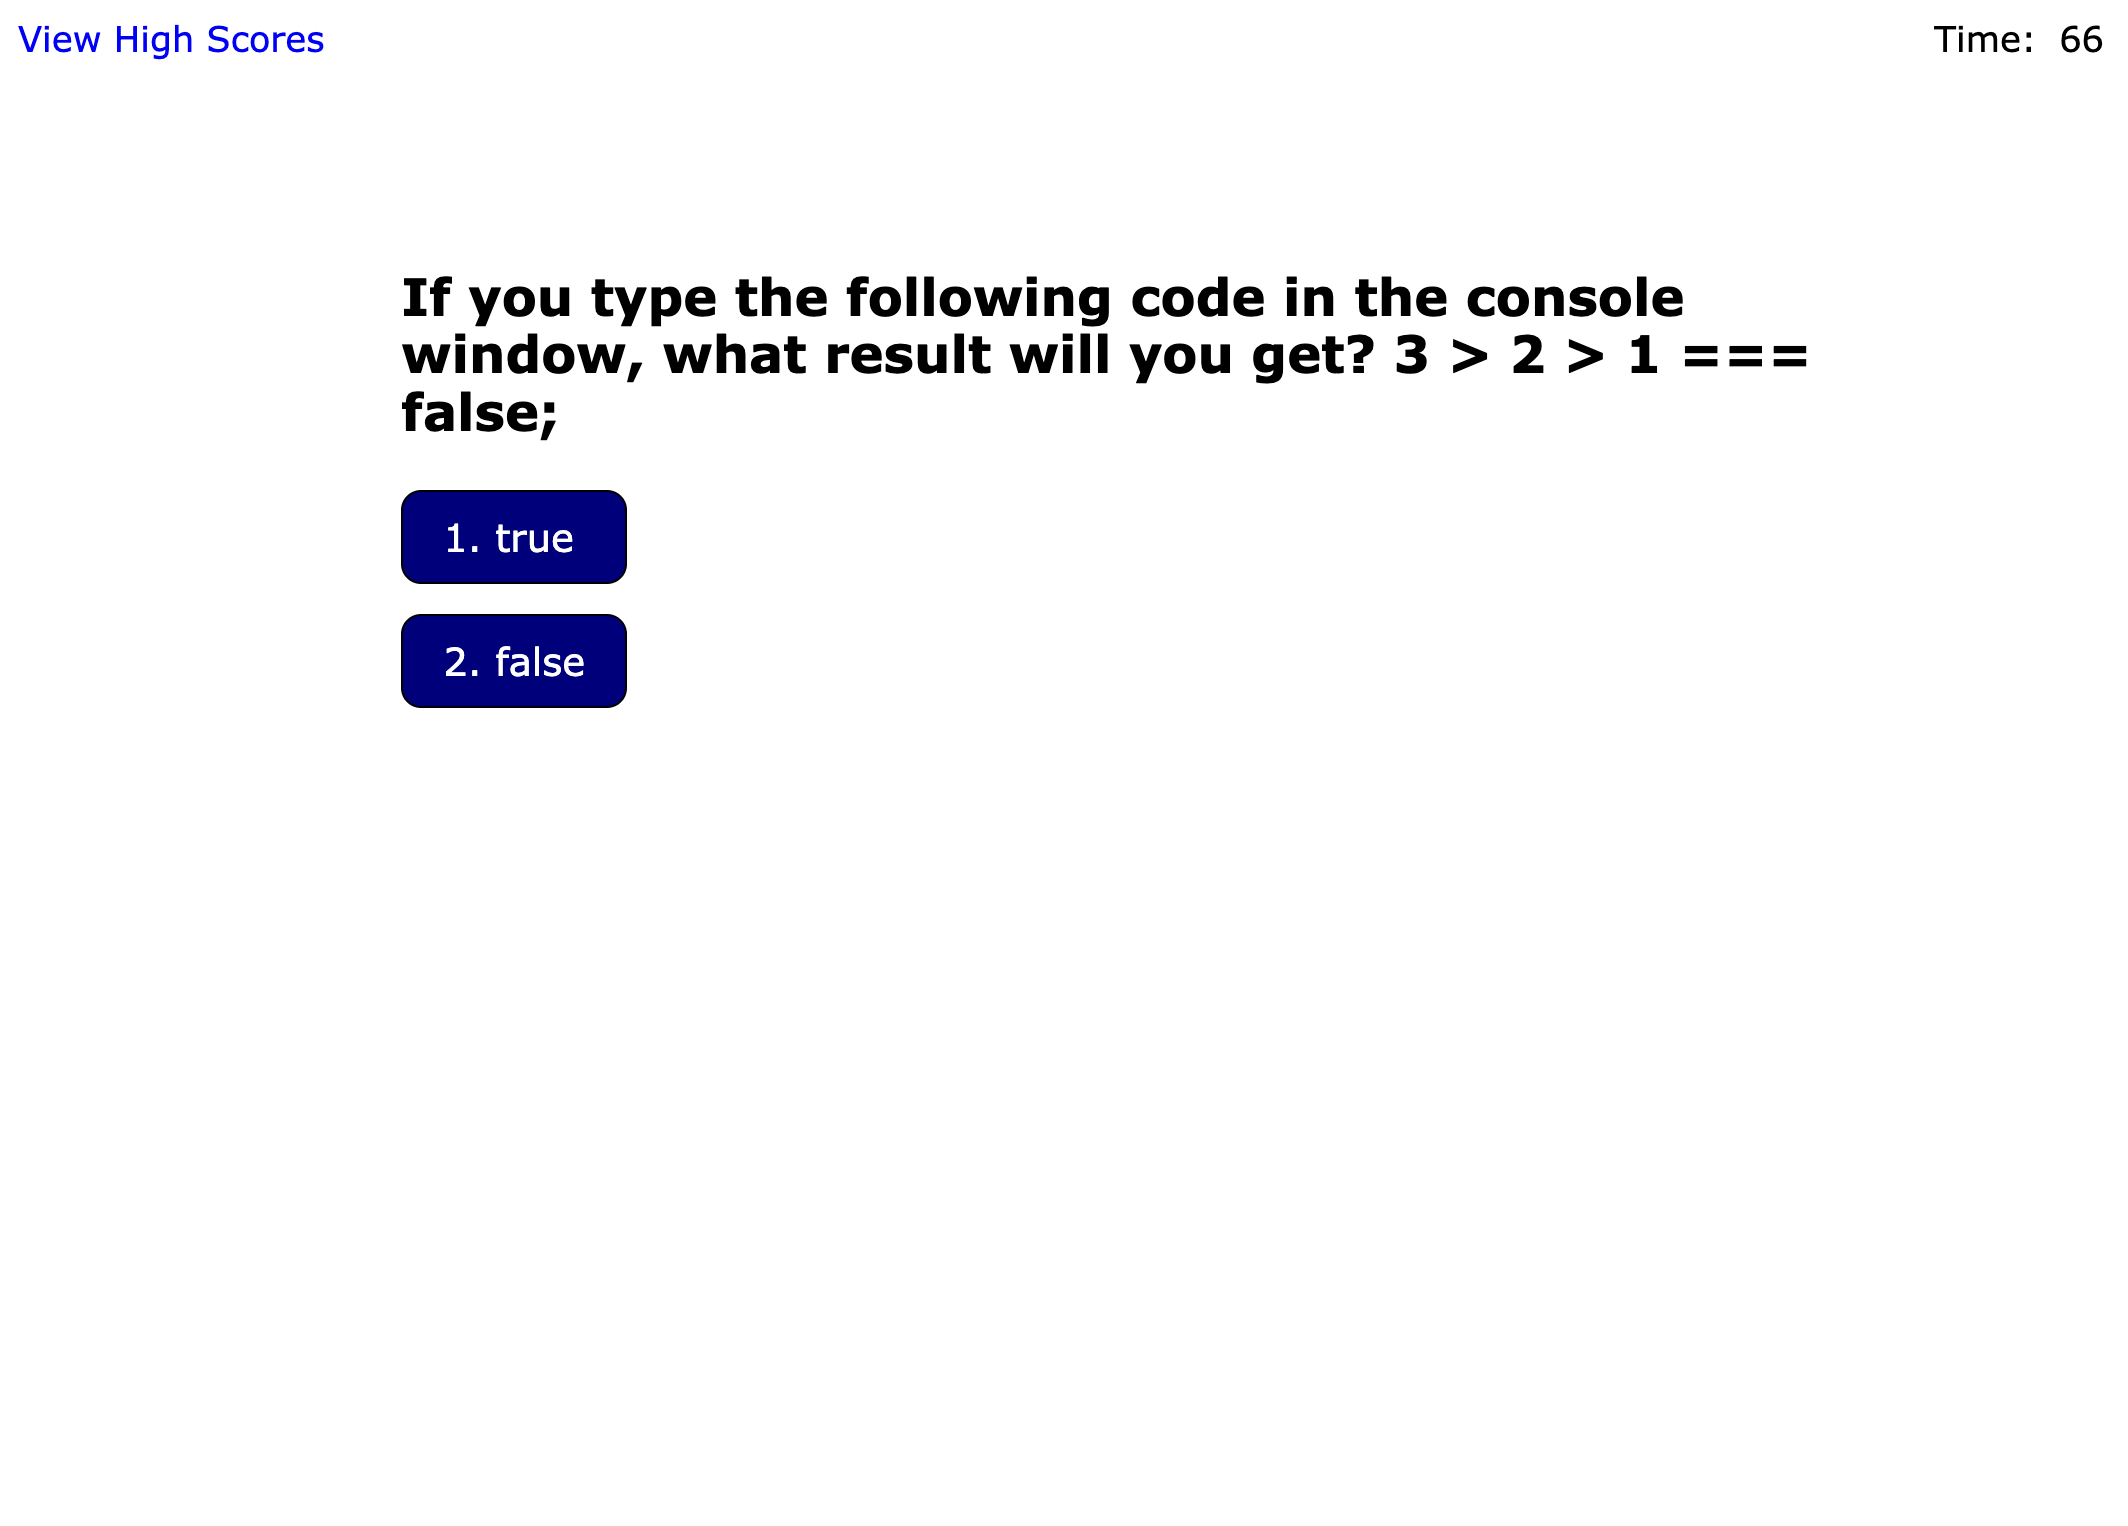 View High Scores
Time: 66
If you type the following code in the console
window, what result will you get? 3 > 2 > 1 ===
false;
1. true
2. false